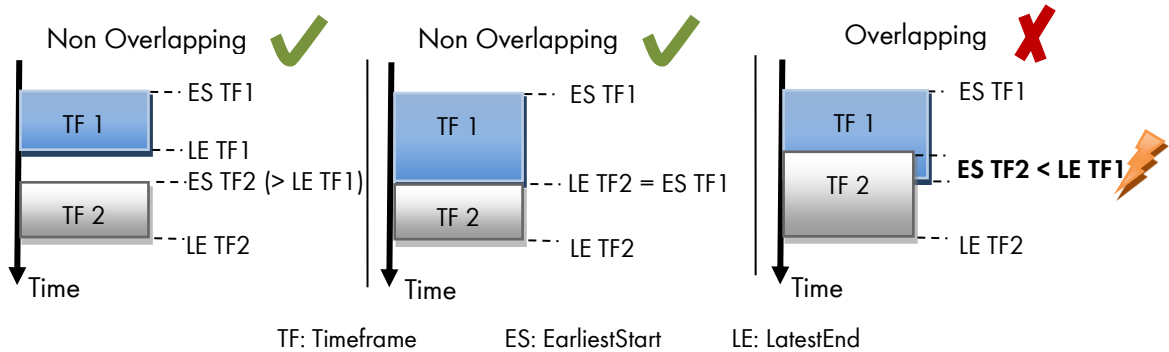 Non Overlapping
ES TF1
TF 1
LE TF1
ES TF2 (> LE TF1)
TF 2
LE TF2
Time
Non Overlapping
ES TF1
TF 1
LE TF2 = ES TF1
TF 2
LE TF2
Time
Overlapping
ES TF1
TF 1
ES TF2 < LE TF1
TF 2
LE TF2
Time
TF: Timeframe ES: EarliestStart LE: LatestEnd